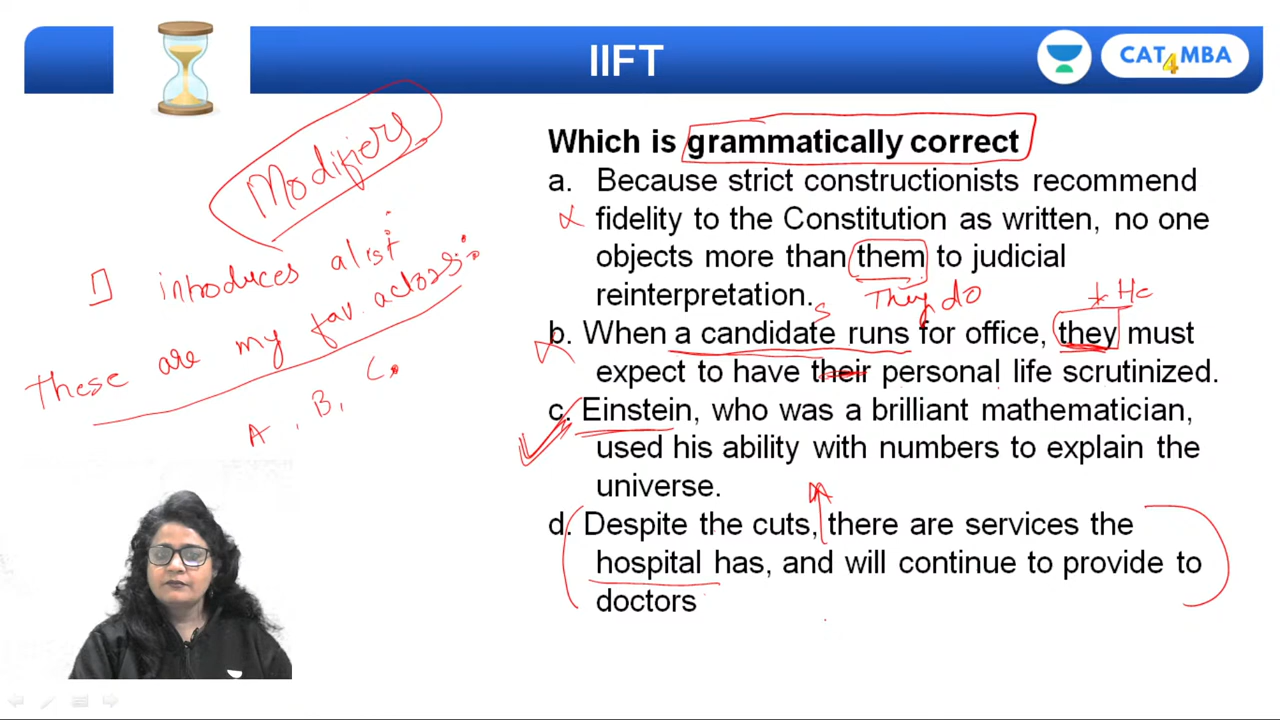 IIFT
CAT4MBA
Modifiers
introduces a list :
These are my fav. actors :
A , B, C.
Which is grammatically correct
a. Because strict constructionists recommend
fidelity to the Constitution as written, no one
objects more than them to judicial
reinterpretation.
They do
He
s
b. When a candidate runs for office, they must
expect to have their personal life scrutinized.
c. Einstein, who was a brilliant mathematician,
used his ability with numbers to explain the
universe.
d. Despite the cuts, there are services the
hospital has, and will continue to provide to
doctors